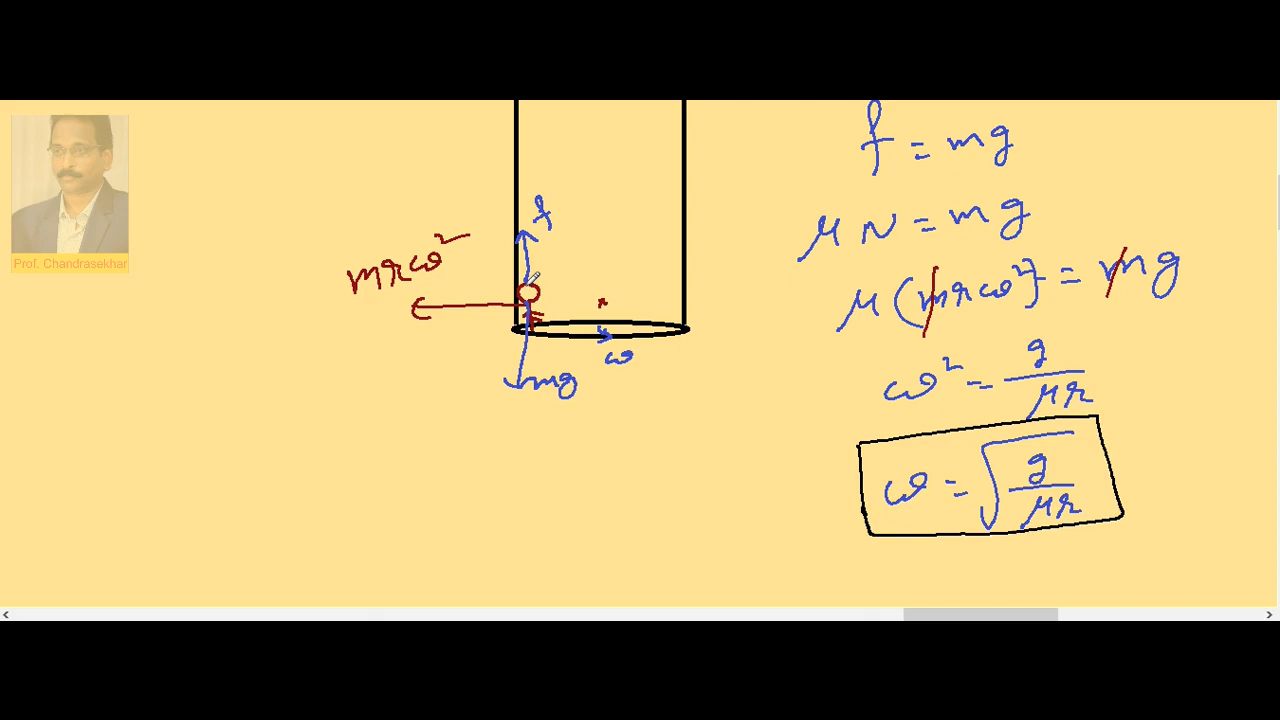 Prof. Chandrasekhar
f
mrω²
r
ω
mg
f = mg
μN = mg
μ(mrω²) = mg
ω² = g/μr
ω = √(g/μr)